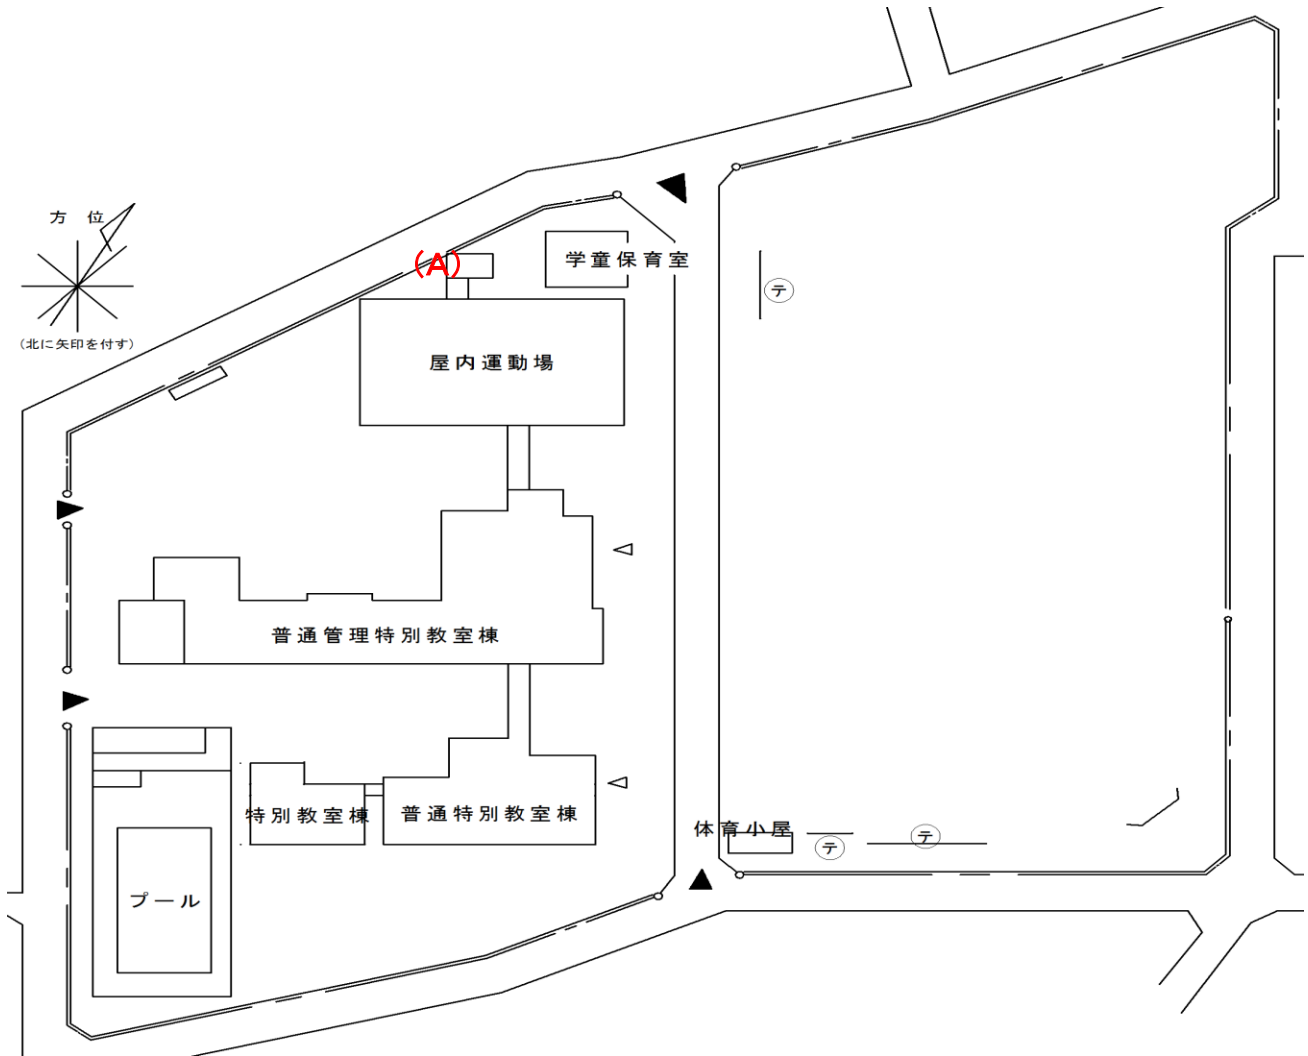 方 位
(北に矢印を付す)
(A)
学童保育室
テ
屋内運動場
普通管理特別教室棟
特別教室棟
普通特別教室棟
体育小屋
テ
テ
プール